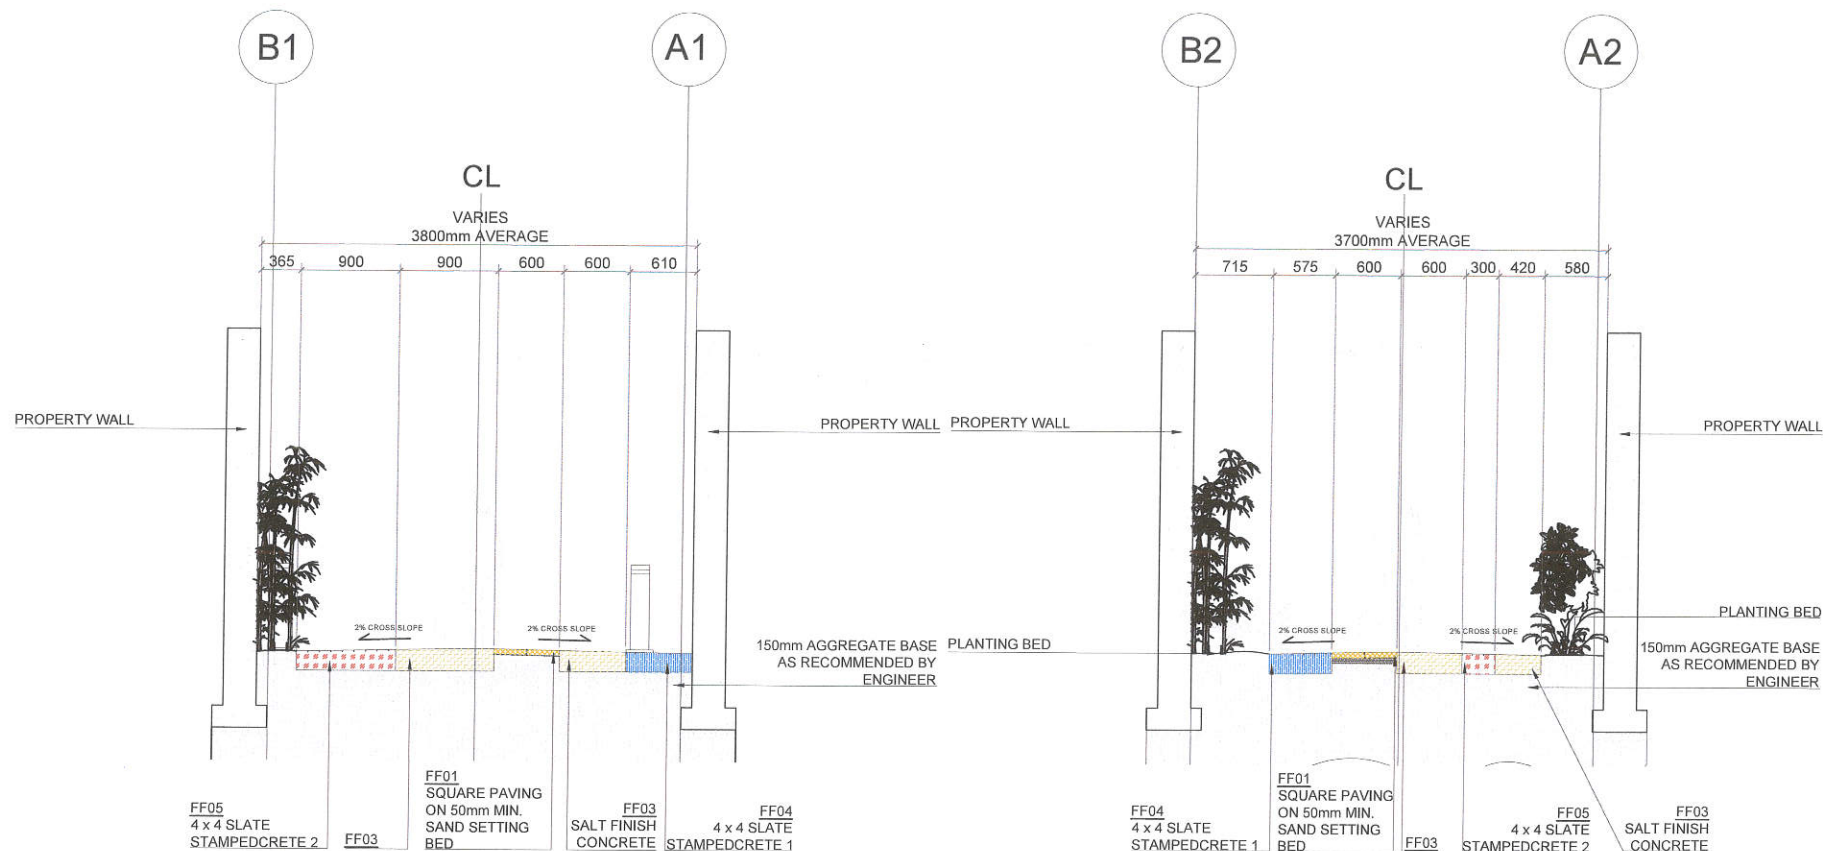 B1
A1
CL
VARIES
3800mm AVERAGE
365 900 900 600 600 610
PROPERTY WALL
PROPERTY WALL
2% CROSS SLOPE
2% CROSS SLOPE
150mm AGGREGATE BASE
AS RECOMMENDED BY
ENGINEER
FF05
4 x 4 SLATE
STAMPEDCRETE 2
FF03
FF01
SQUARE PAVING
ON 50mm MIN.
SAND SETTING
BED
FF03
SALT FINISH
CONCRETE
FF04
4 x 4 SLATE
STAMPEDCRETE 1
B2
A2
CL
VARIES
3700mm AVERAGE
715 575 600 600 300 420 580
PROPERTY WALL
PROPERTY WALL
PLANTING BED
2% CROSS SLOPE
2% CROSS SLOPE
PLANTING BED
150mm AGGREGATE BASE
AS RECOMMENDED BY
ENGINEER
FF04
4 x 4 SLATE
STAMPEDCRETE 1
FF01
SQUARE PAVING
ON 50mm MIN.
SAND SETTING
BED
FF03
FF05
4 x 4 SLATE
STAMPEDCRETE 2
FF03
SALT FINISH
CONCRETE